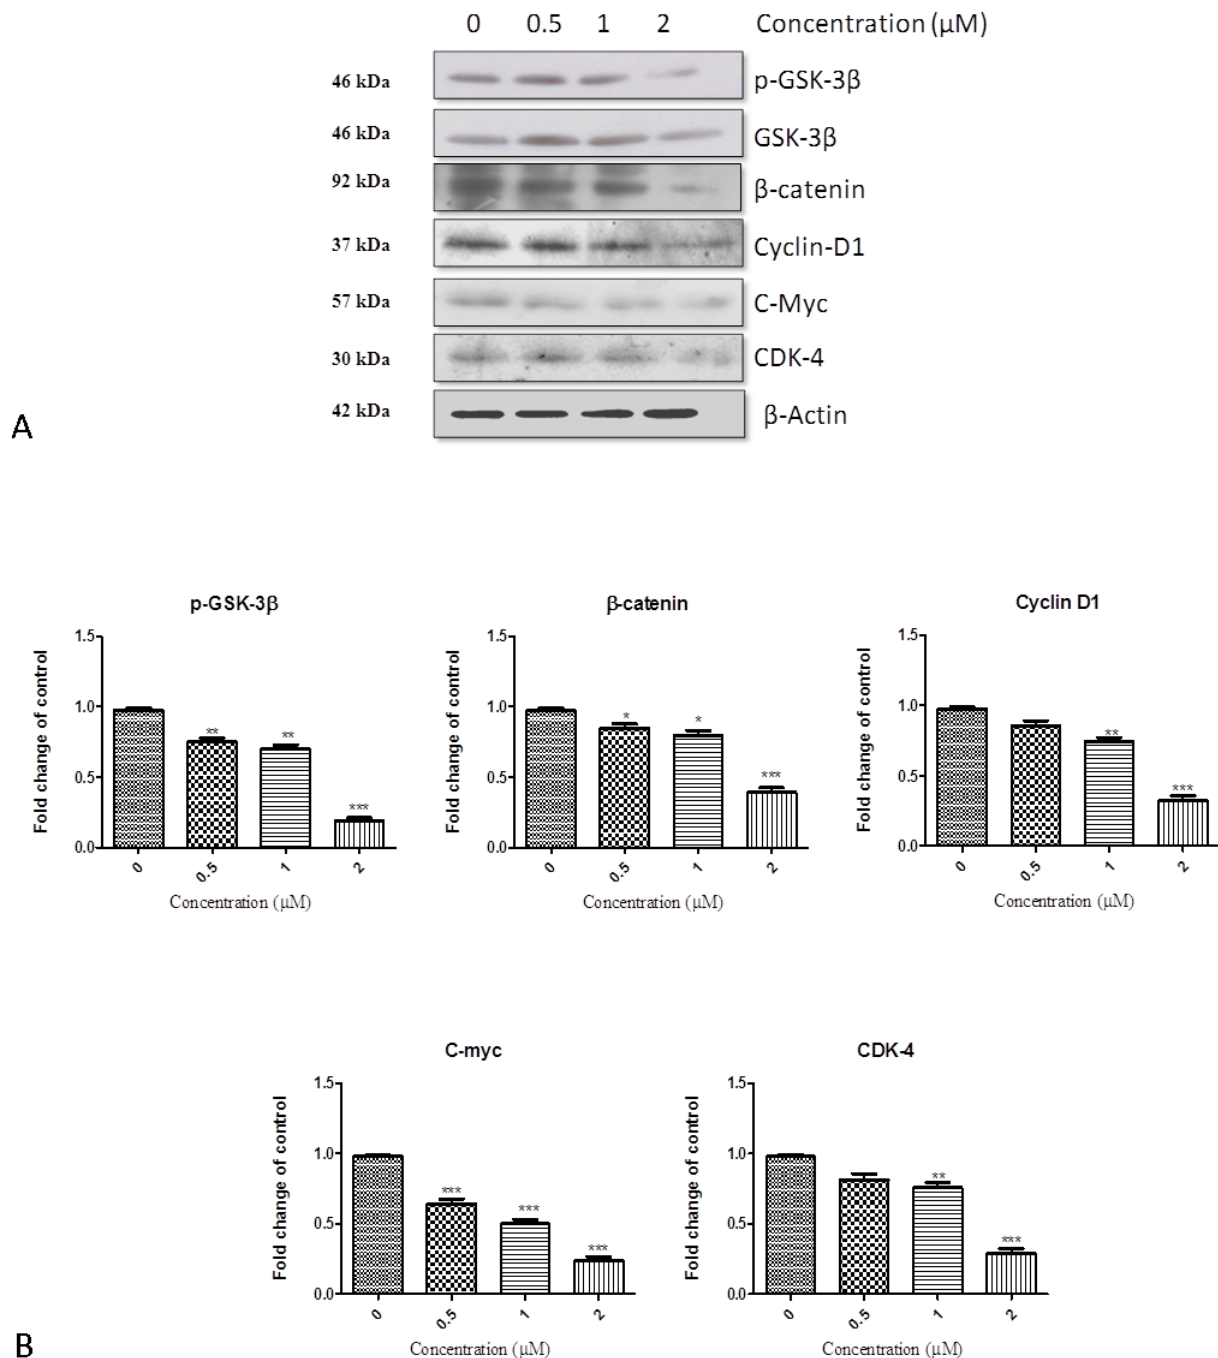 0 0.5 1 2 Concentration (μM)
46 kDa p-GSK-3β
46 kDa GSK-3β
92 kDa β-catenin
37 kDa Cyclin-D1
57 kDa C-Myc
30 kDa CDK-4
42 kDa β-Actin
A
p-GSK-3β
Fold change of control
1.5
1.0
0.5
0.0
** ** ***
0 0.5 1 2
Concentration (μM)
β-catenin
Fold change of control
1.5
1.0
0.5
0.0
* * ***
0 0.5 1 2
Concentration (μM)
Cyclin D1
Fold change of control
1.5
1.0
0.5
0.0
** ***
0 0.5 1 2
Concentration (μM)
C-myc
Fold change of control
1.5
1.0
0.5
0.0
*** *** ***
0 0.5 1 2
Concentration (μM)
CDK-4
Fold change of control
1.5
1.0
0.5
0.0
** ***
0 0.5 1 2
Concentration (μM)
B